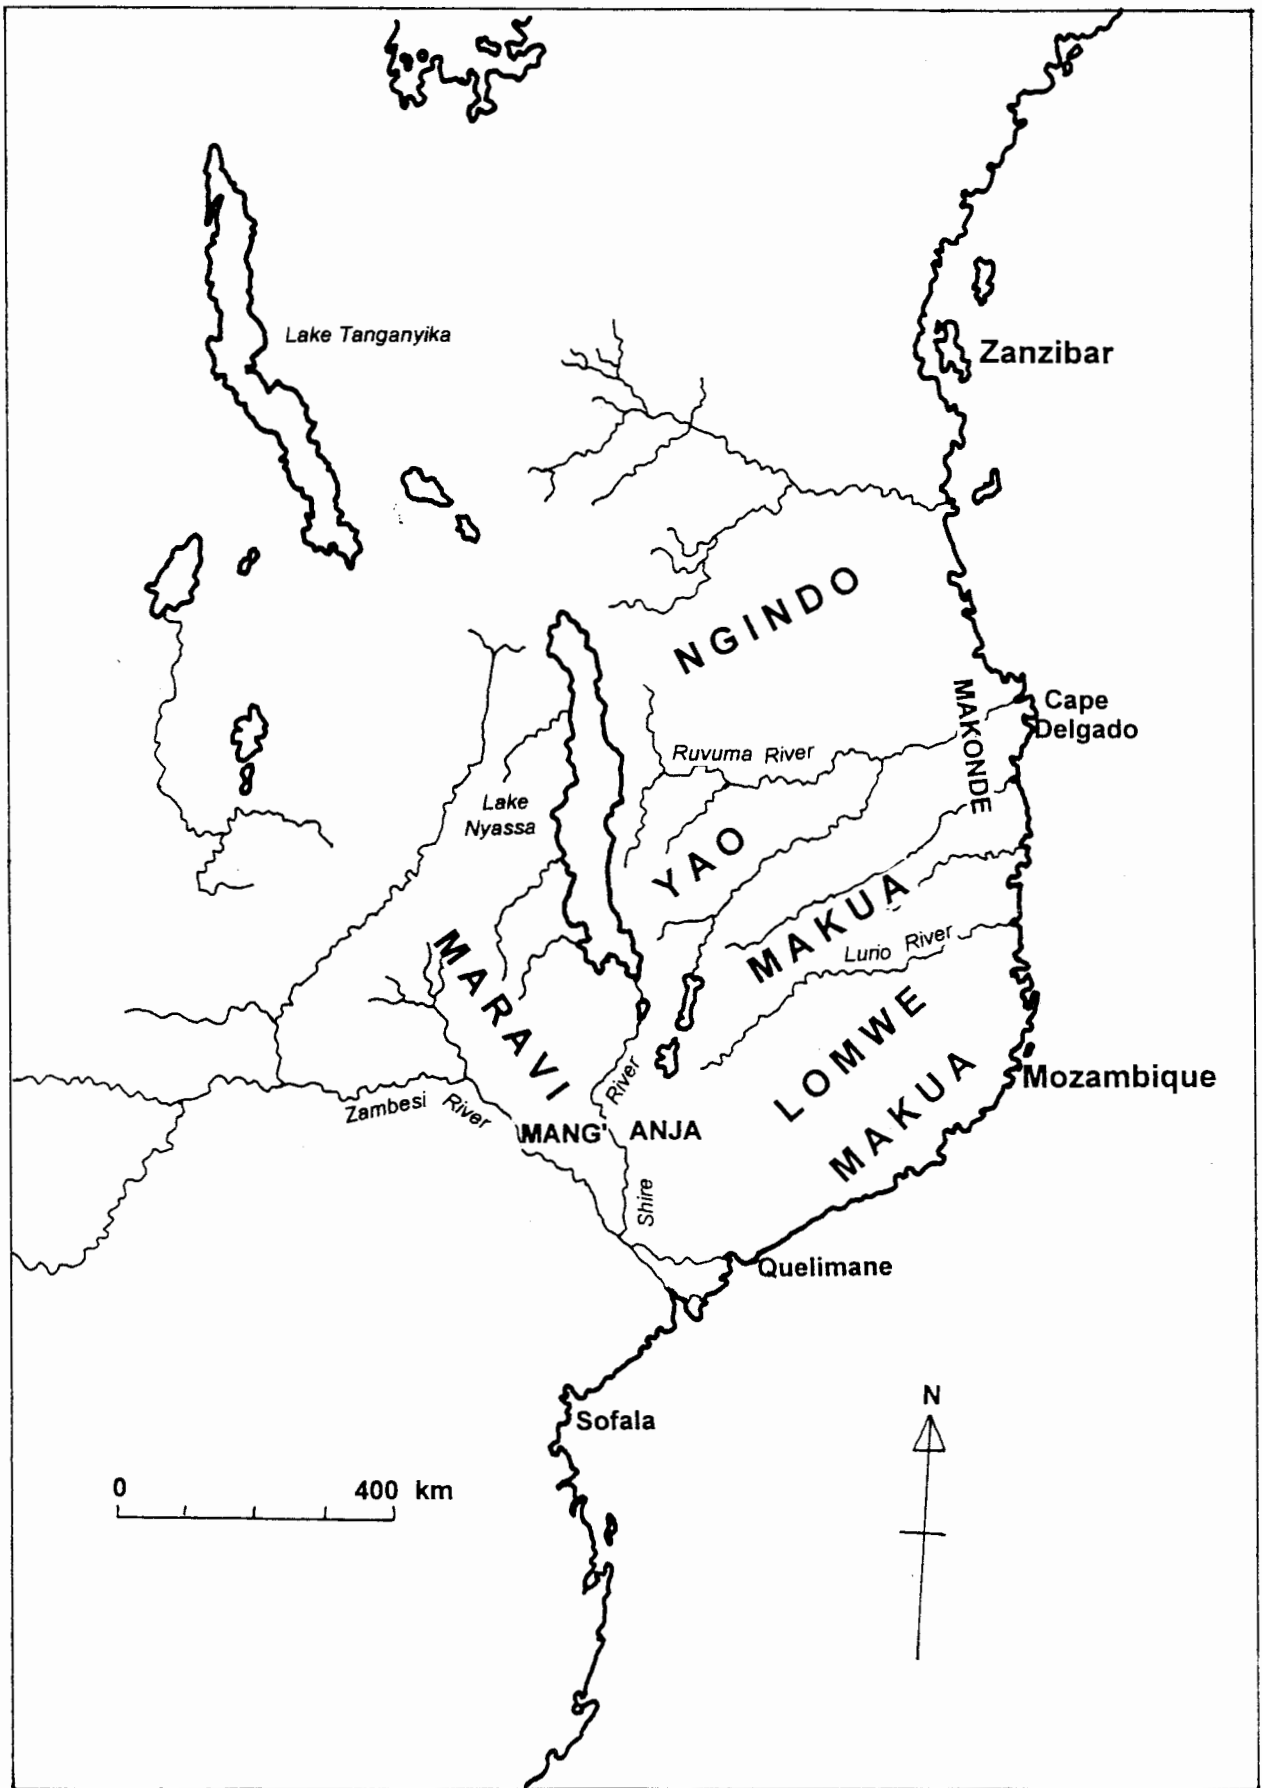 Lake Tanganyika
Zanzibar
NGINDO
MAKONDE
Cape
Delgado
Ruvuma River
Lake
Nyassa
YAO
MAKUA
Lurio River
MARAVI
LOMWE
MAKUA
Mozambique
River
Zambesi River
MANG' ANJA
Shire
Quelimane
N
Sofala
0 400 km